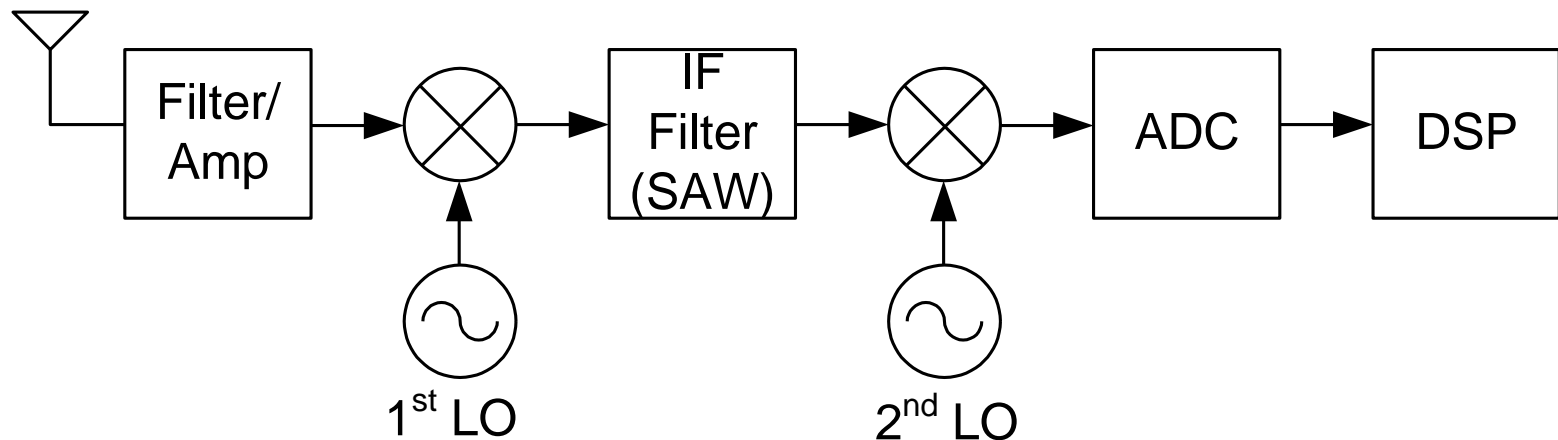 Filter/
Amp
IF
Filter
(SAW)
ADC
DSP
1st LO
2nd LO